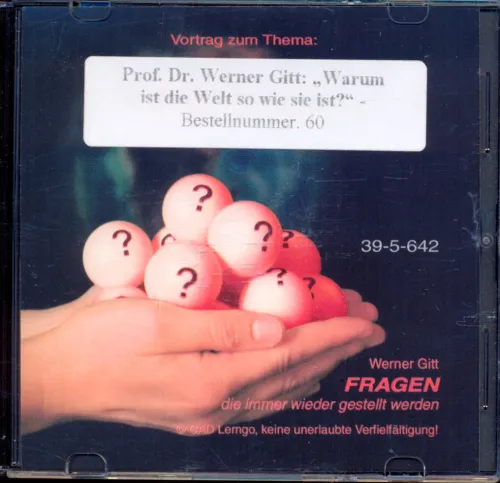 Vortrag zum Thema:
Prof. Dr. Werner Gitt: „Warum
ist die Welt so wie sie ist?“ -
Bestellnummer. 60
?
?
?
?
?
?
?
39-5-642
Werner Gitt
FRAGEN
die immer wieder gestellt werden
Lemgo, keine unerlaubte Verfielfältigung!